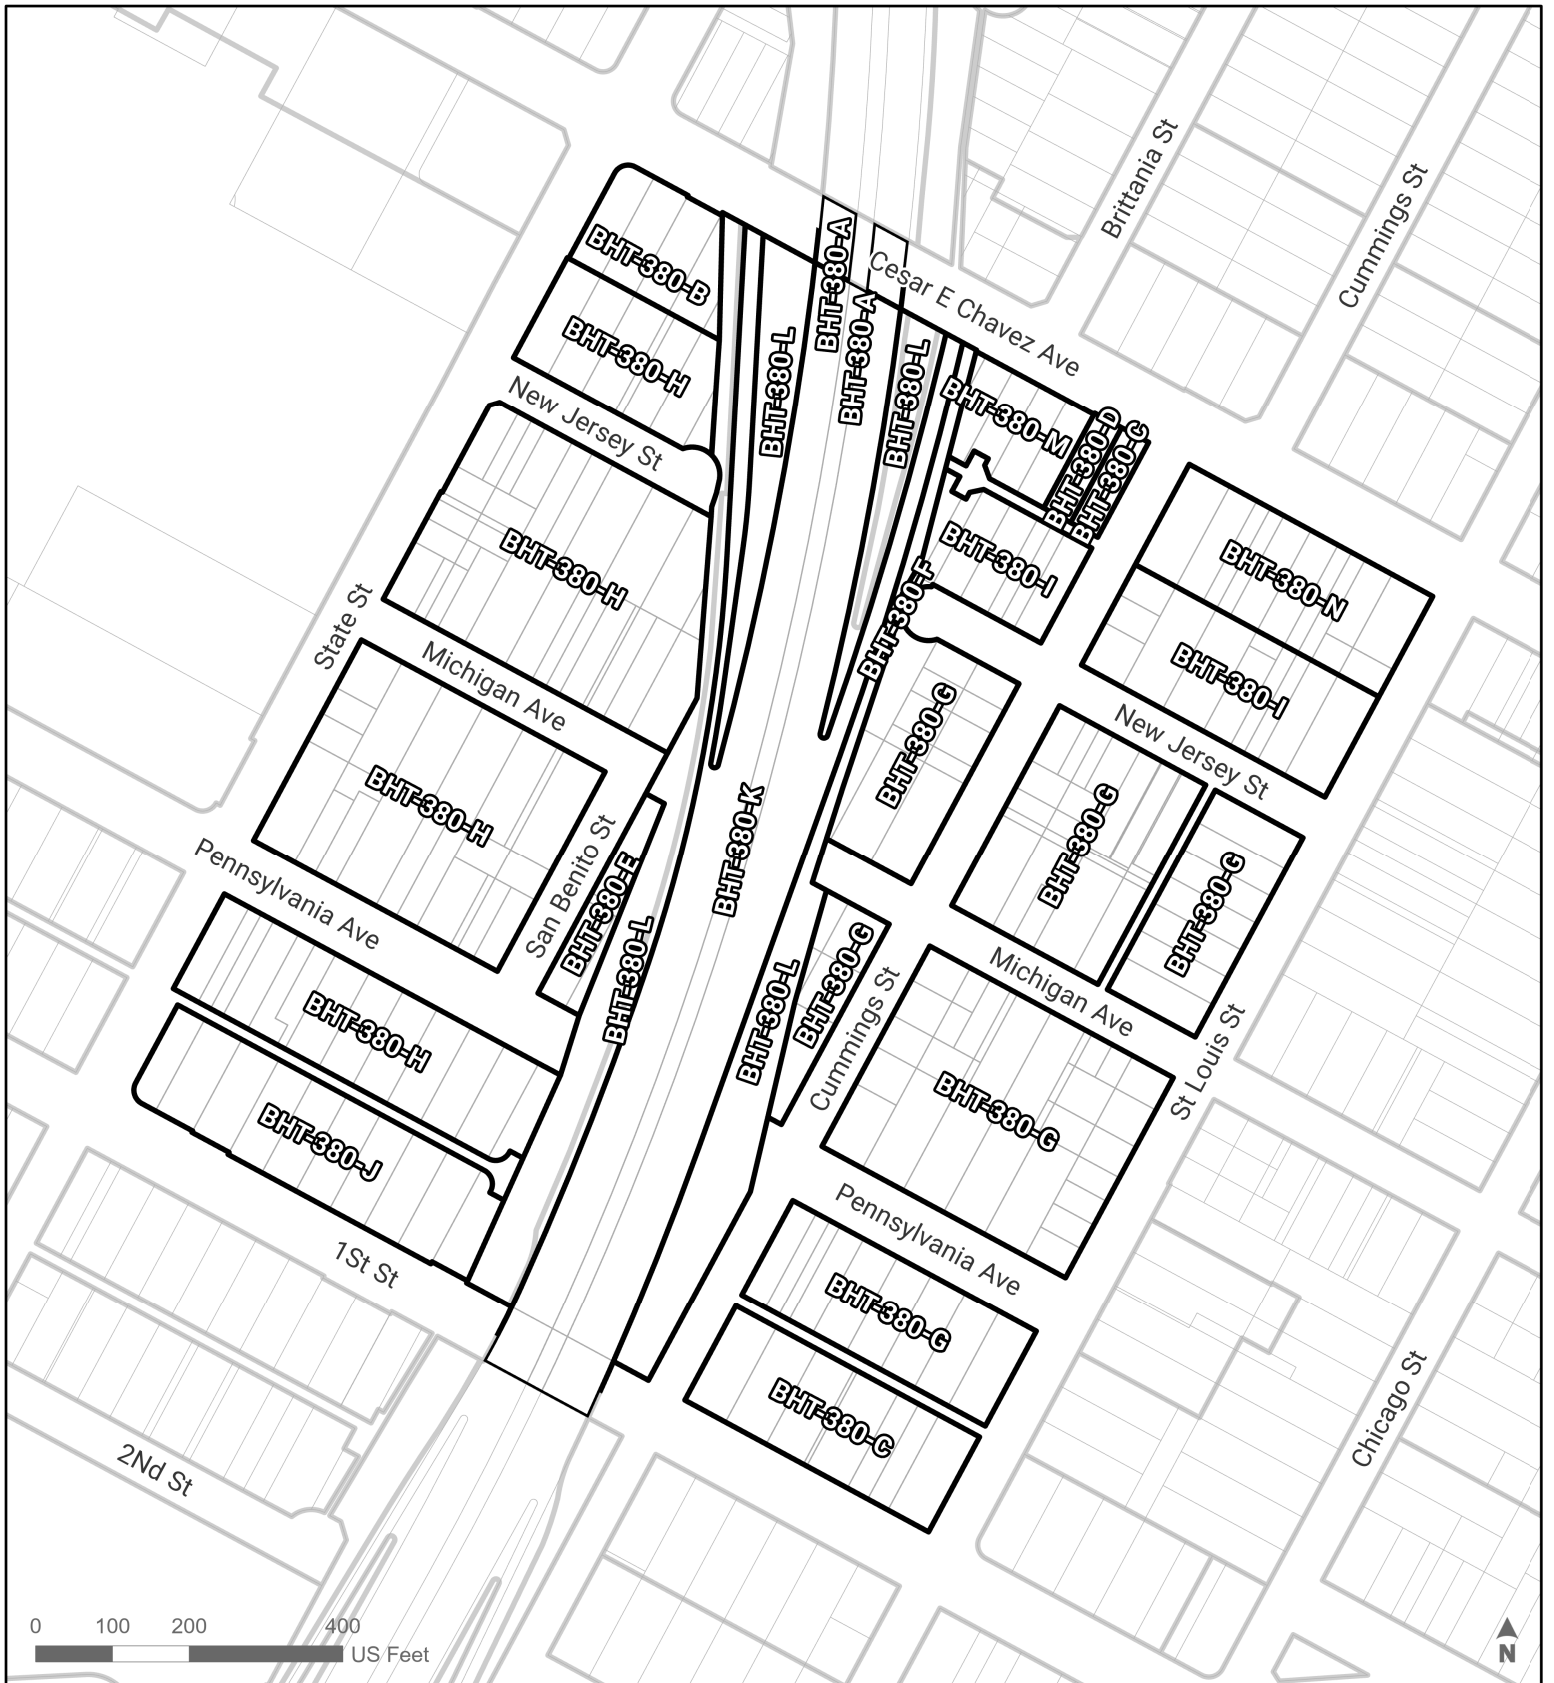 Brittania St
Cummings St
BHT-380-B
BHT-380-A
Cesar E Chavez Ave
BHT-380-H
BHT-380-L
BHT-380-A
BHT-380-L
New Jersey St
BHT-380-M
BHT-380-D
BHT-380-C
BHT-380-H
BHT-380-I
BHT-380-N
BHT-380-F
State St
Michigan Ave
BHT-380-I
BHT-380-G
New Jersey St
BHT-380-H
BHT-380-K
BHT-380-G
San Benito St
BHT-380-E
BHT-380-G
Pennsylvania Ave
BHT-380-L
BHT-380-G
BHT-380-L
Cummings St
Michigan Ave
BHT-380-H
St Louis St
BHT-380-G
BHT-380-J
Pennsylvania Ave
1St St
BHT-380-G
BHT-380-C
Chicago St
2Nd St
0 100 200 400
US Feet
N